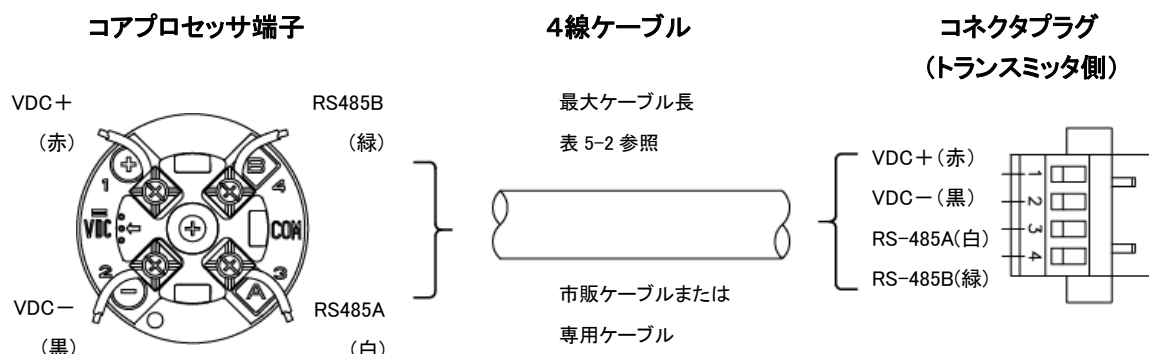 コアプロセッサ端子
4線ケーブル
コネクタプラグ
(トランスミッタ側)
VDC＋
(赤)
RS485B
(緑)
1
4
VDC
COM
2
3
B
A
VDC－
(黒)
RS485A
(白)
最大ケーブル長
表 5-2 参照
市販ケーブルまたは
専用ケーブル
VDC＋(赤)
VDC－(黒)
RS-485A(白)
RS-485B(緑)
1
2
3
4